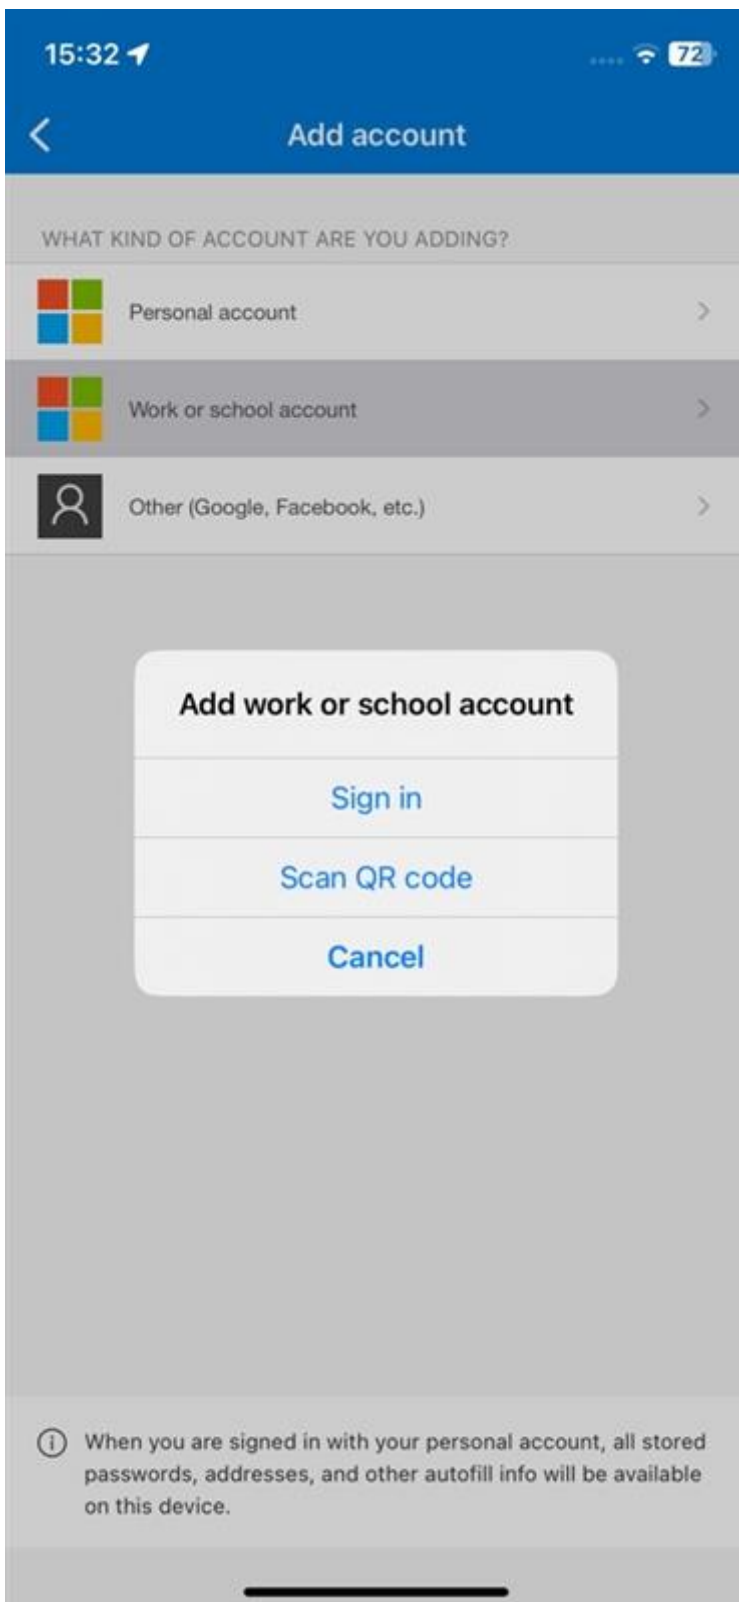 15:32
72
Add account
WHAT KIND OF ACCOUNT ARE YOU ADDING?
Personal account
Work or school account
Other (Google, Facebook, etc.)
Add work or school account
Sign in
Scan QR code
Cancel
When you are signed in with your personal account, all stored
passwords, addresses, and other autofill info will be available
on this device.